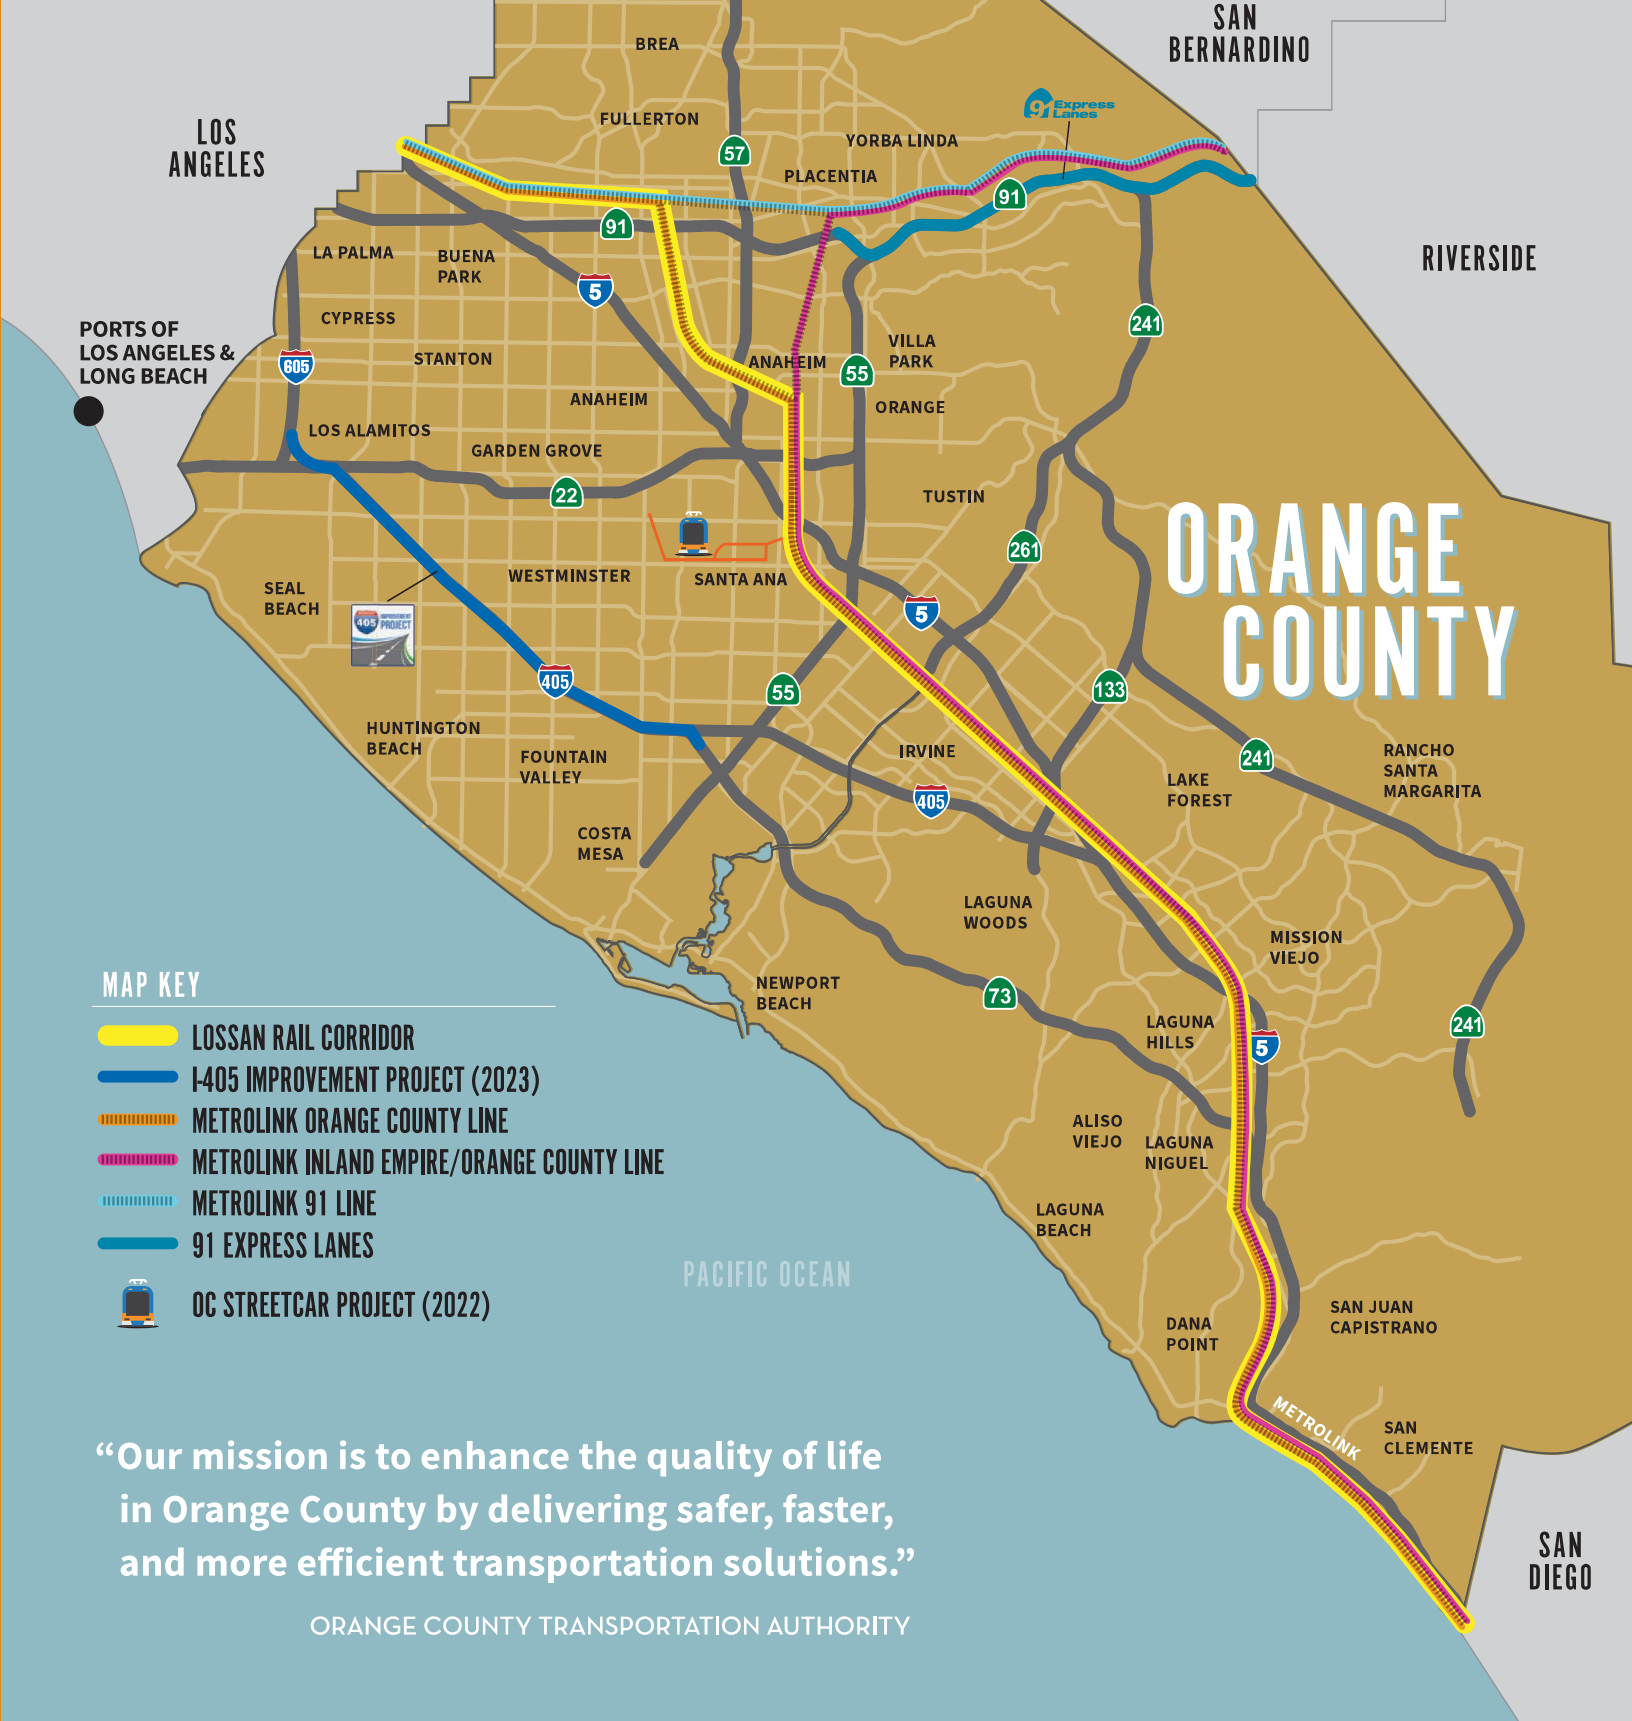 SAN
BERNARDINO
BREA
LOS
ANGELES
FULLERTON
91 Express
Lanes
YORBA LINDA
57
PLACENTIA
91
91
LA PALMA
BUENA
PARK
RIVERSIDE
5
CYPRESS
241
PORTS OF
LOS ANGELES &
LONG BEACH
STANTON
VILLA
PARK
605
ANAHEIM
55
ANAHEIM
ORANGE
LOS ALAMITOS
GARDEN GROVE
22
TUSTIN
ORANGE
COUNTY
261
WESTMINSTER
SANTA ANA
SEAL
BEACH
5
405
IMPROVEMENT
PROJECT
405
55
133
HUNTINGTON
BEACH
FOUNTAIN
VALLEY
IRVINE
241
RANCHO
SANTA
MARGARITA
LAKE
FOREST
405
COSTA
MESA
LAGUNA
WOODS
MISSION
VIEJO
NEWPORT
BEACH
73
LAGUNA
HILLS
5
241
MAP KEY
LOSSAN RAIL CORRIDOR
I-405 IMPROVEMENT PROJECT (2023)
METROLINK ORANGE COUNTY LINE
METROLINK INLAND EMPIRE/ORANGE COUNTY LINE
METROLINK 91 LINE
91 EXPRESS LANES
OC STREETCAR PROJECT (2022)
ALISO
VIEJO
LAGUNA
NIGUEL
LAGUNA
BEACH
PACIFIC OCEAN
DANA
POINT
SAN JUAN
CAPISTRANO
METROLINK
SAN
CLEMENTE
SAN
DIEGO
“Our mission is to enhance the quality of life
in Orange County by delivering safer, faster,
and more efficient transportation solutions.”
ORANGE COUNTY TRANSPORTATION AUTHORITY